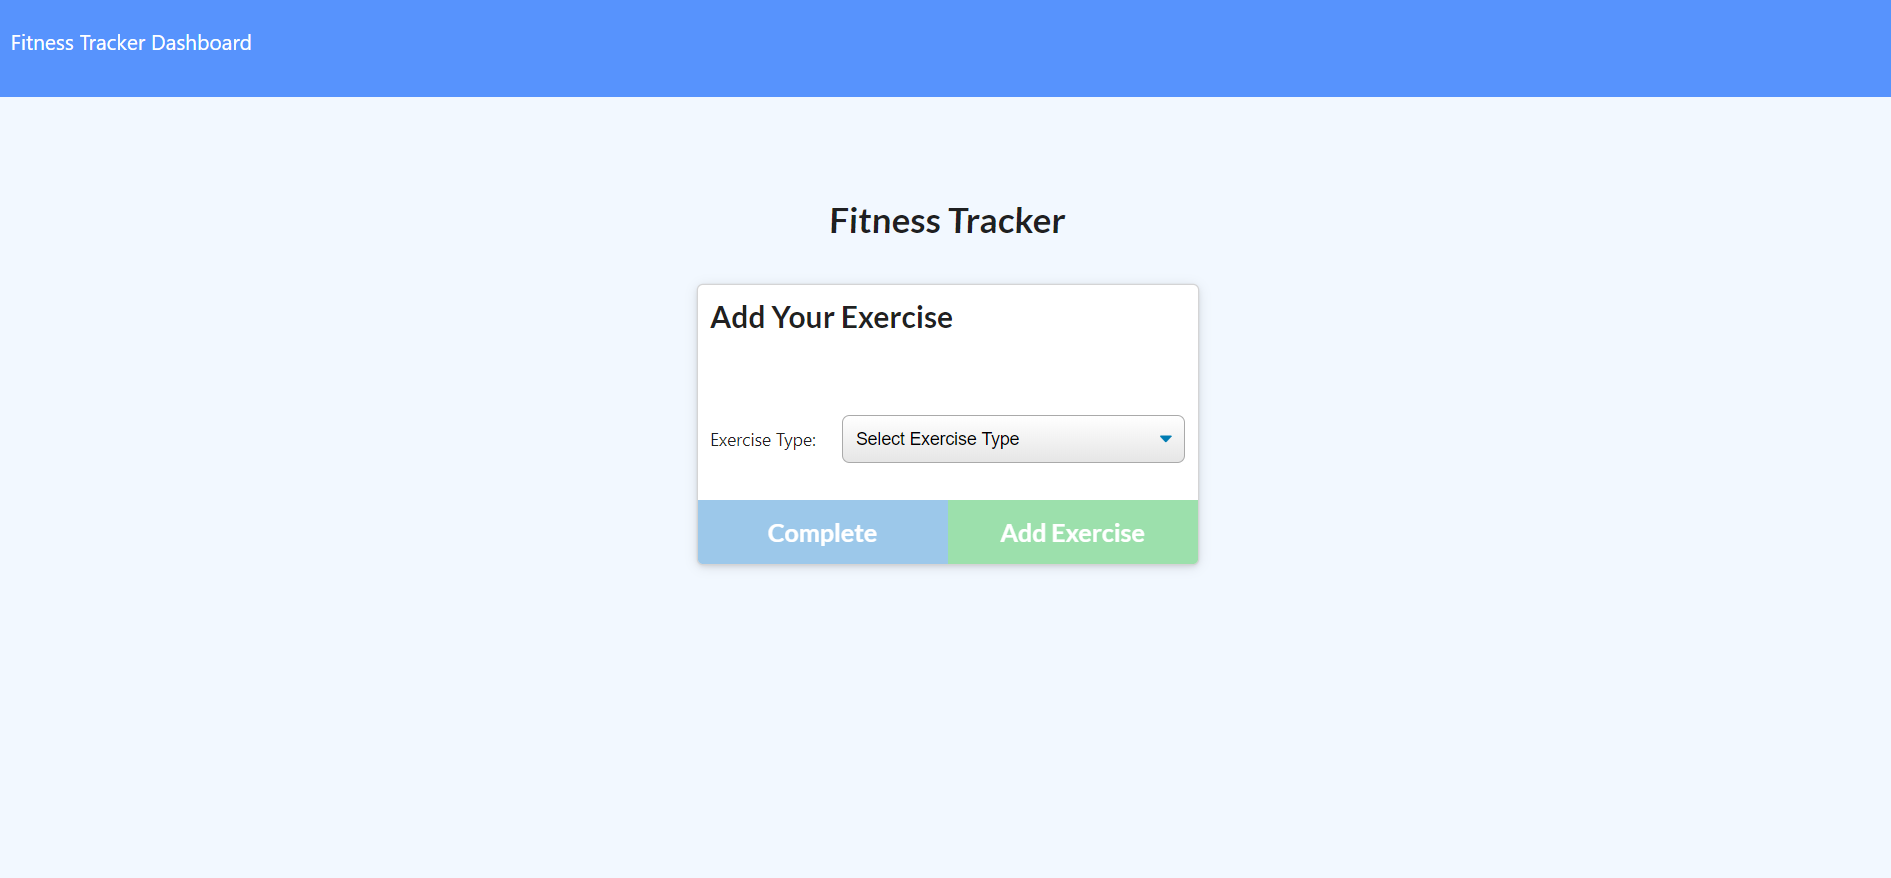 Fitness Tracker Dashboard
Fitness Tracker
Add Your Exercise
Exercise Type: Select Exercise Type
Complete Add Exercise